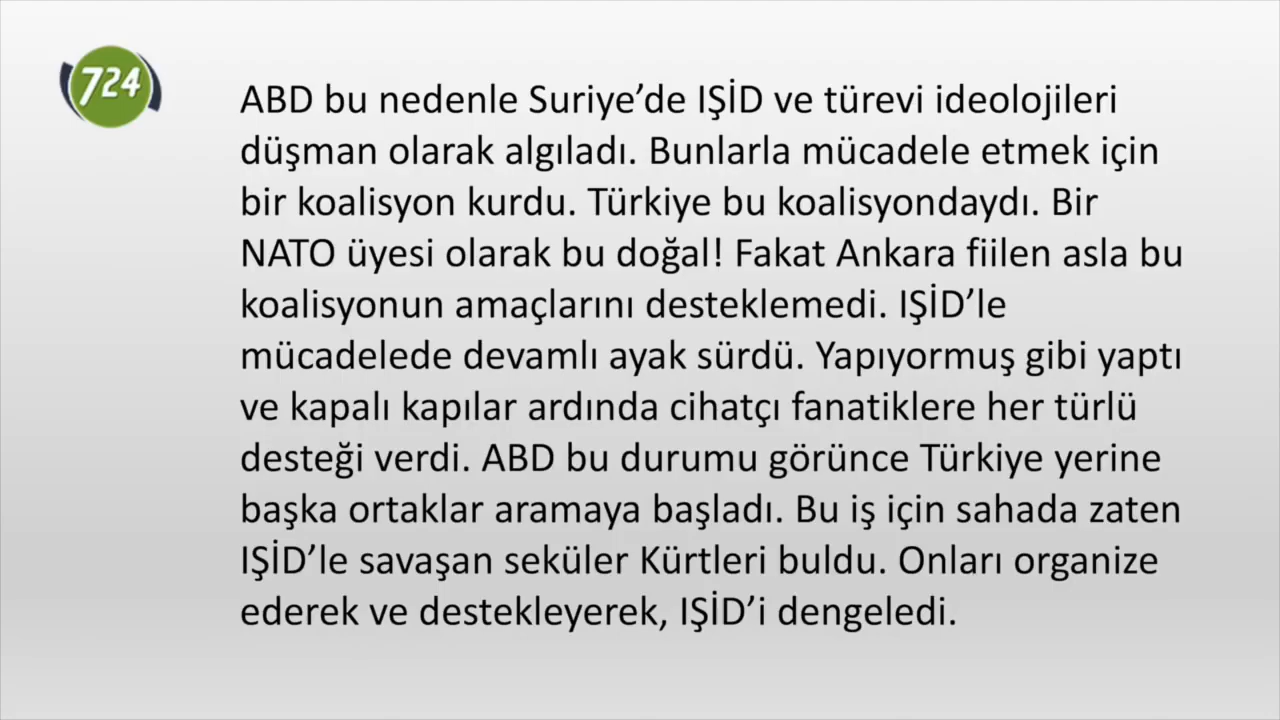 724
ABD bu nedenle Suriye’de IŞİD ve türevi ideolojileri
düşman olarak algıladı. Bunlarla mücadele etmek için
bir koalisyon kurdu. Türkiye bu koalisyondaydı. Bir
NATO üyesi olarak bu doğal! Fakat Ankara fiilen asla bu
koalisyonun amaçlarını desteklemedi. IŞİD’le
mücadelede devamlı ayak sürdü. Yapıyormuş gibi yaptı
ve kapalı kapılar ardında cihatçı fanatiklere her türlü
desteği verdi. ABD bu durumu görünce Türkiye yerine
başka ortaklar aramaya başladı. Bu iş için sahada zaten
IŞİD’le savaşan seküler Kürtleri buldu. Onları organize
ederek ve destekleyerek, IŞİD’i dengeledi.